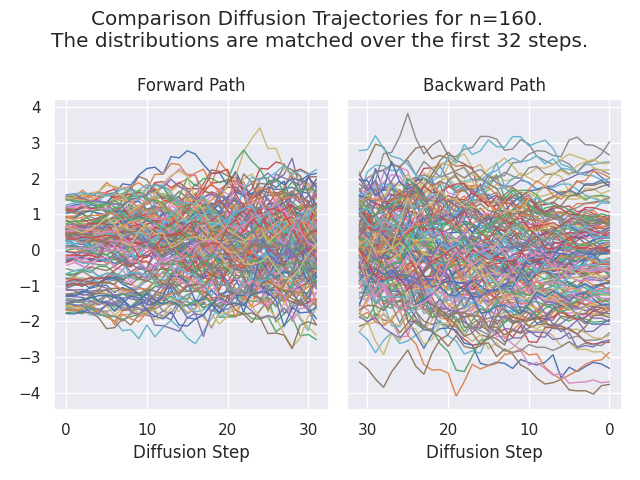 Comparison Diffusion Trajectories for n=160.
The distributions are matched over the first 32 steps.
Forward Path
Backward Path
4
3
2
1
0
−1
−2
−3
−4
0 10 20 30
30 20 10 0
Diffusion Step
Diffusion Step